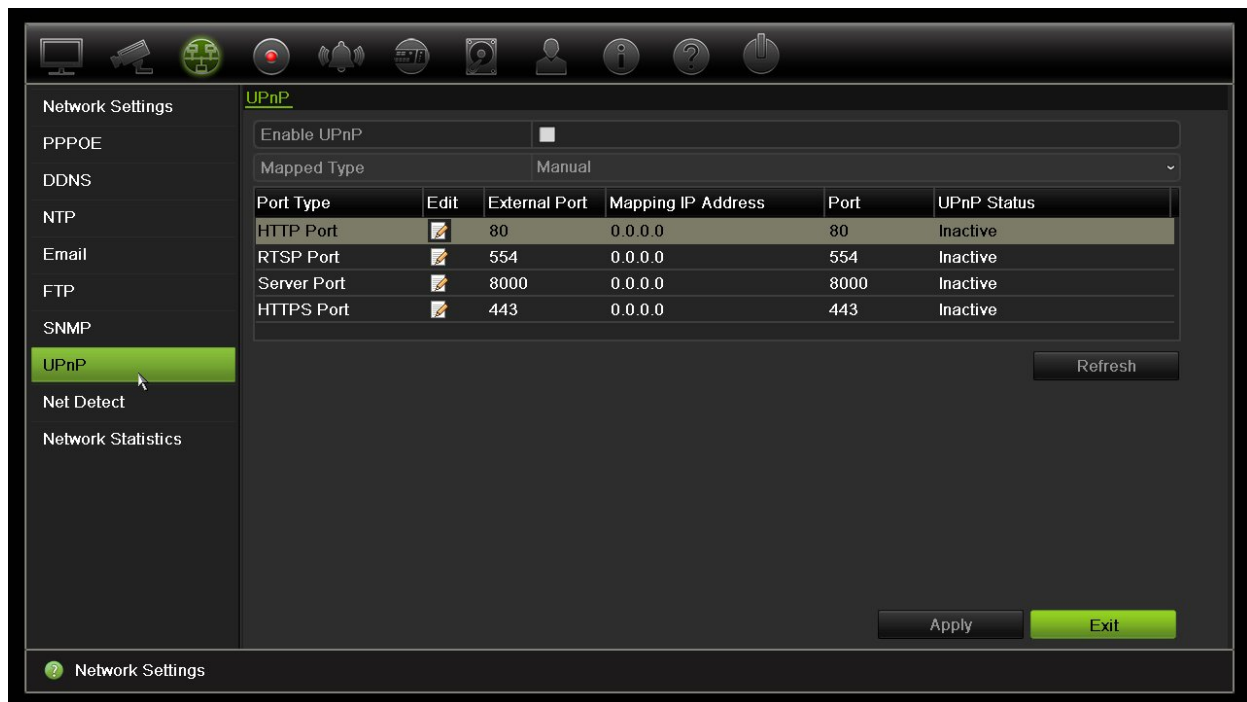 Network Settings
PPPOE
DDNS
NTP
Email
FTP
SNMP
UPnP
Net Detect
Network Statistics
UPnP
Enable UPnP
Mapped Type Manual
Port Type Edit External Port Mapping IP Address Port UPnP Status
HTTP Port 80 0.0.0.0 80 Inactive
RTSP Port 554 0.0.0.0 554 Inactive
Server Port 8000 0.0.0.0 8000 Inactive
HTTPS Port 443 0.0.0.0 443 Inactive
Refresh
Apply Exit
Network Settings